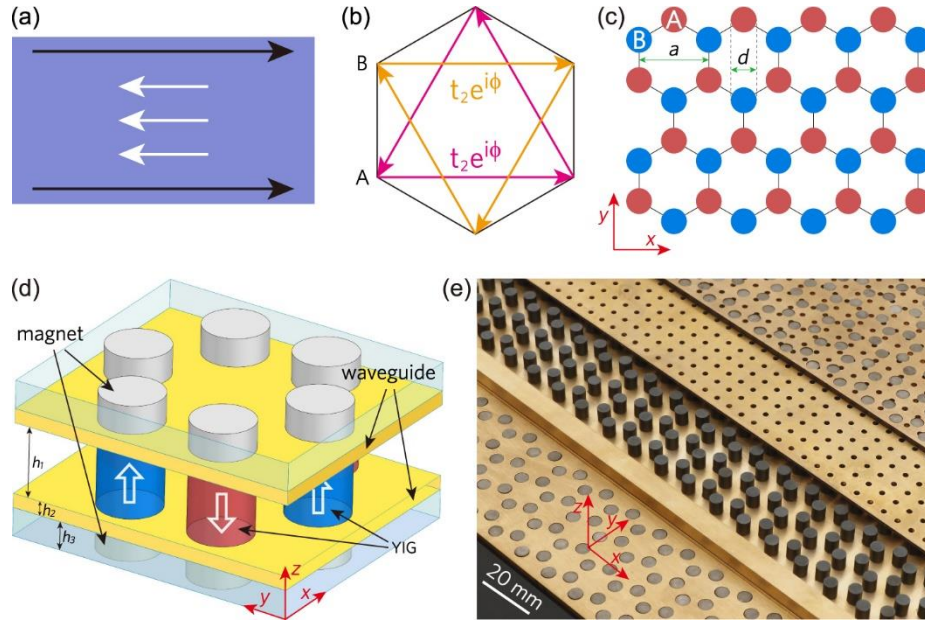 (a)
(b)
B
t₂e^{iϕ}
t₂e^{iϕ}
A
(c)
A
B
a
d
y
x
(d)
magnet
waveguide
h₁
h₂
h₃
YIG
z
y
x
(e)
z
y
x
20 mm